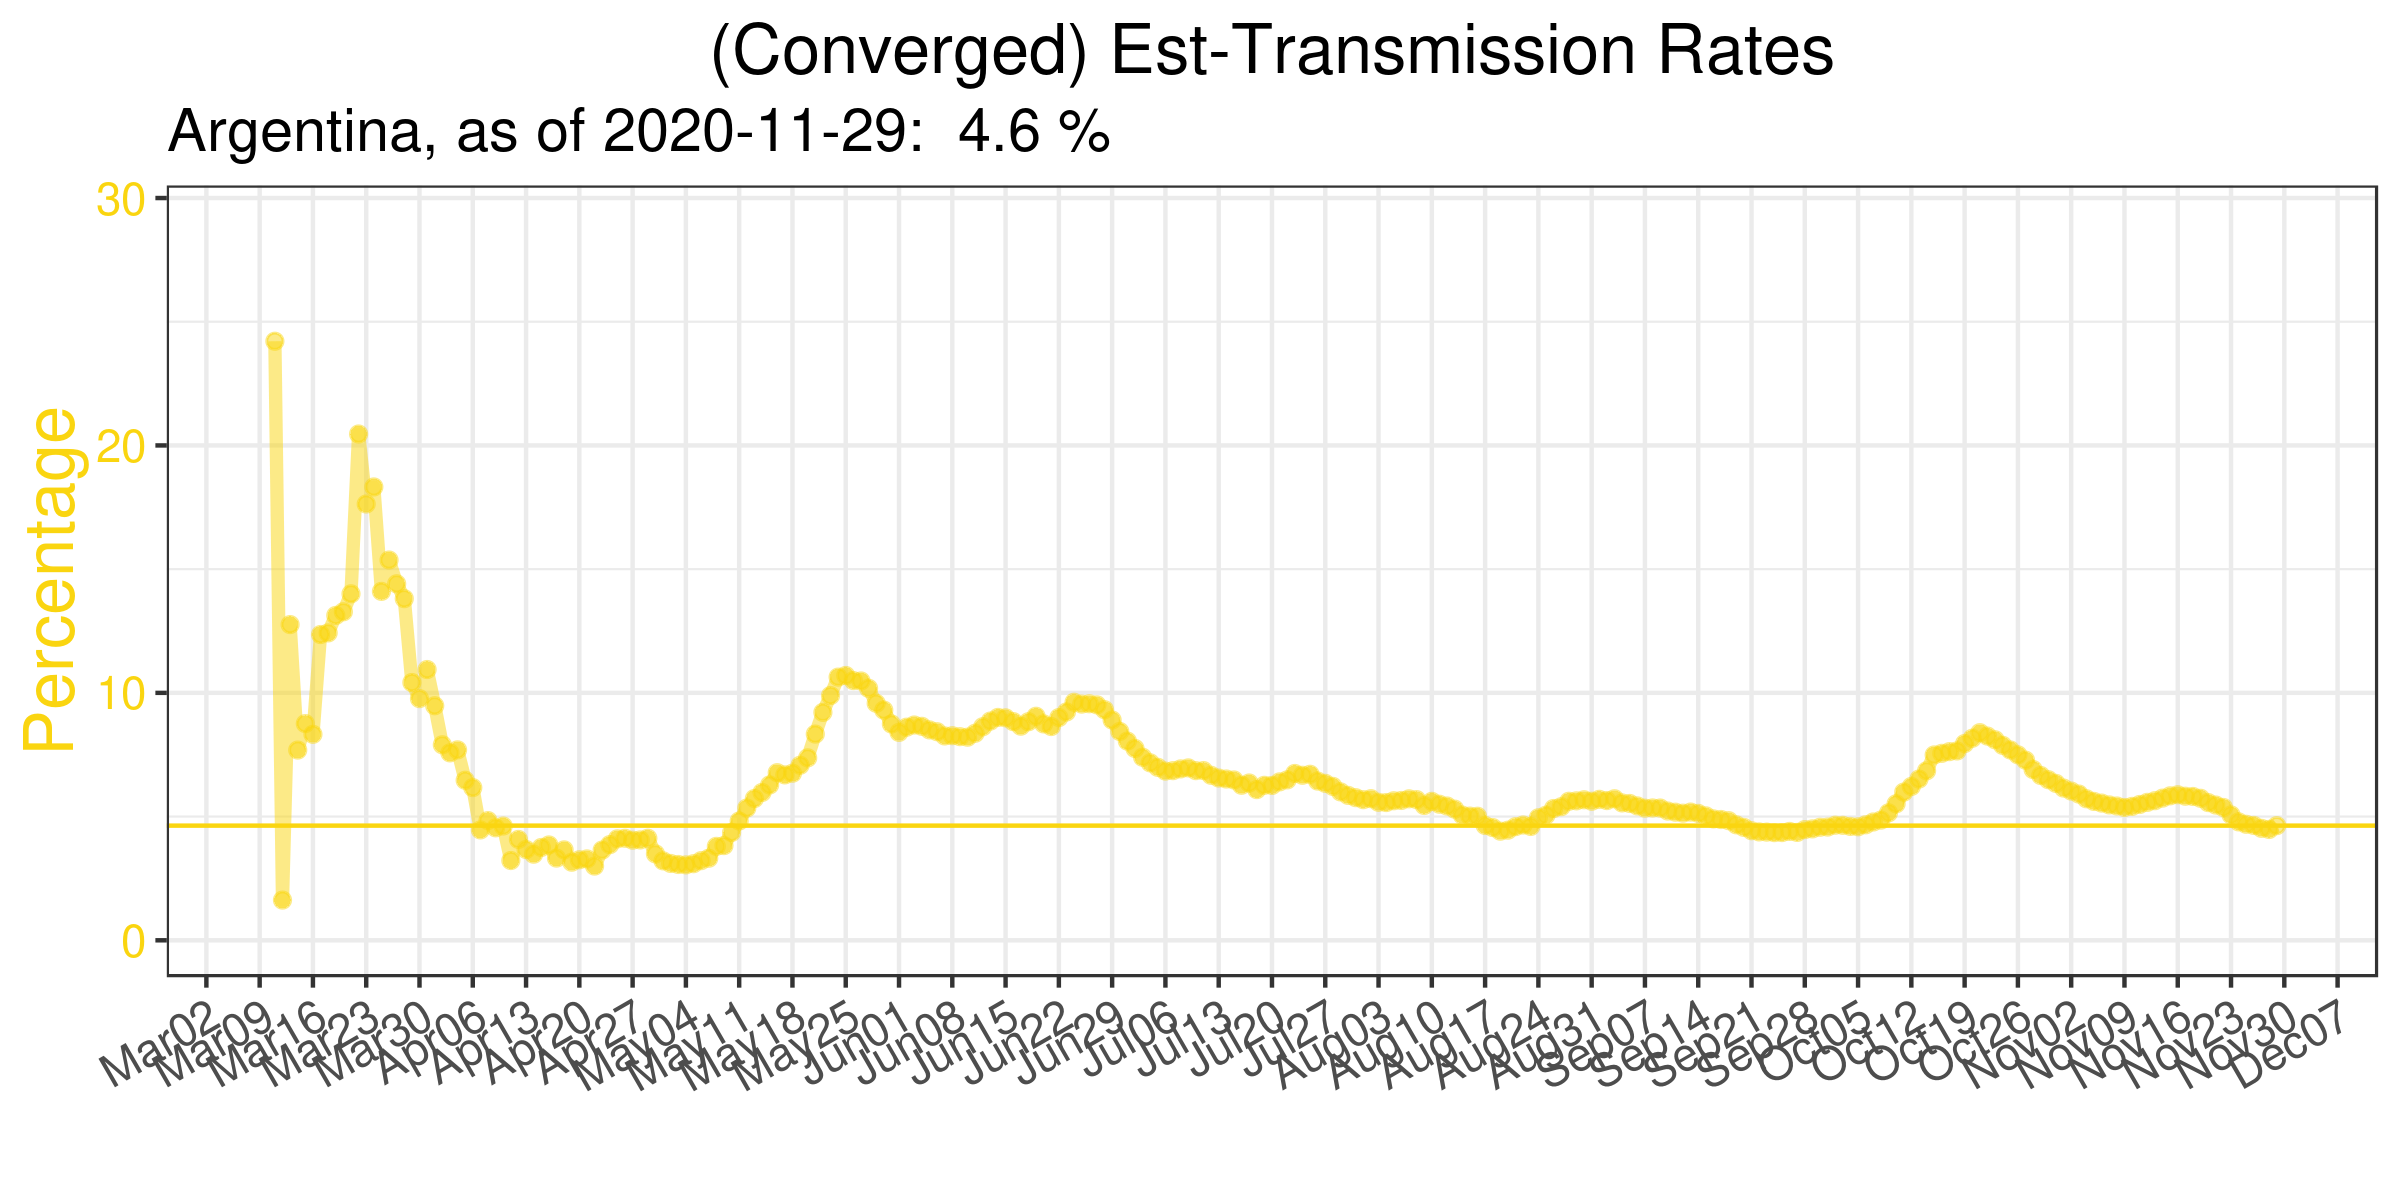 (Converged) Est-Transmission Rates
Argentina, as of 2020-11-29:  4.6 %
Percentage
30
20
10
0
Mar02
Mar09
Mar16
Mar23
Mar30
Apr06
Apr13
Apr20
Apr27
May04
May11
May18
May25
Jun01
Jun08
Jun15
Jun22
Jun29
Jul06
Jul13
Jul20
Jul27
Aug03
Aug10
Aug17
Aug24
Aug31
Sep07
Sep14
Sep21
Sep28
Oct05
Oct12
Oct19
Oct26
Nov02
Nov09
Nov16
Nov23
Nov30
Dec07